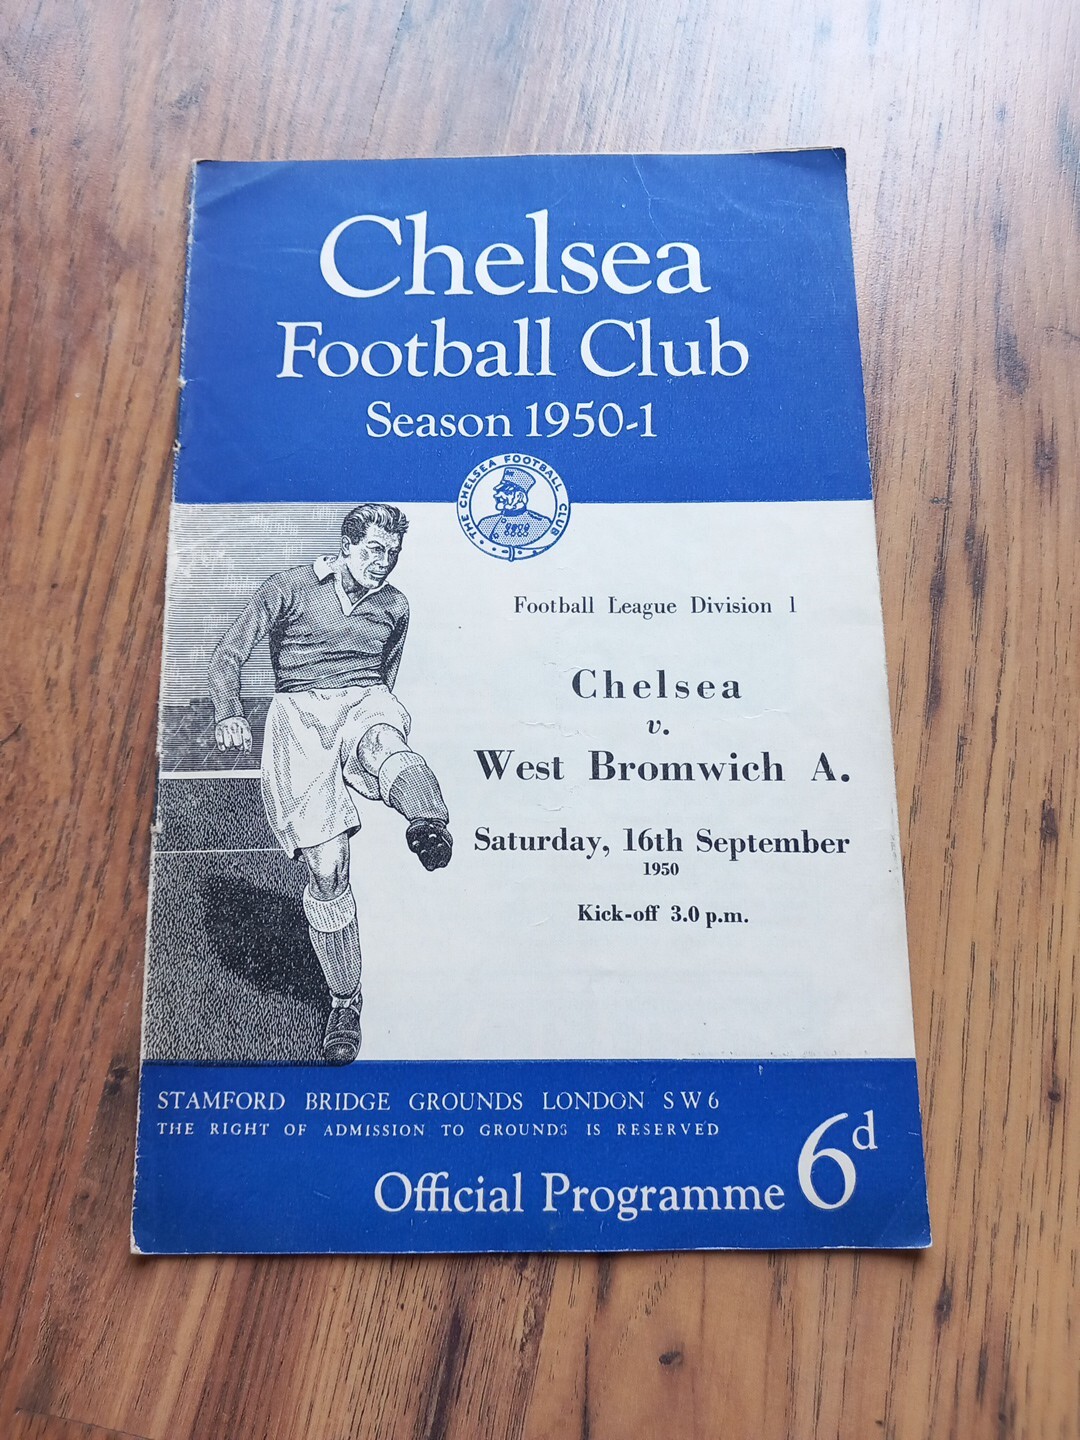 Chelsea
Football Club
Season 1950-1
THE CHELSEA FOOTBALL CLUB
Football League Division 1
Chelsea
v.
West Bromwich A.
Saturday, 16th September
1950
Kick-off 3.0 p.m.
STAMFORD BRIDGE GROUNDS LONDON SW6
THE RIGHT OF ADMISSION TO GROUNDS IS RESERVED
Official Programme 6d